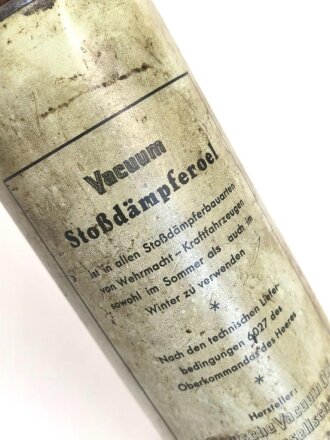 Vacuum
Stoßdämpferoel
ist in allen Stoßdämpferbauarten
von Wehrmacht-Kraftfahrzeugen
sowohl im Sommer als auch im
Winter zu verwenden
*
Nach den technischen Liefer-
bedingungen 6027 des
Oberkommandos des Heeres
*
Hersteller:
Vacuum